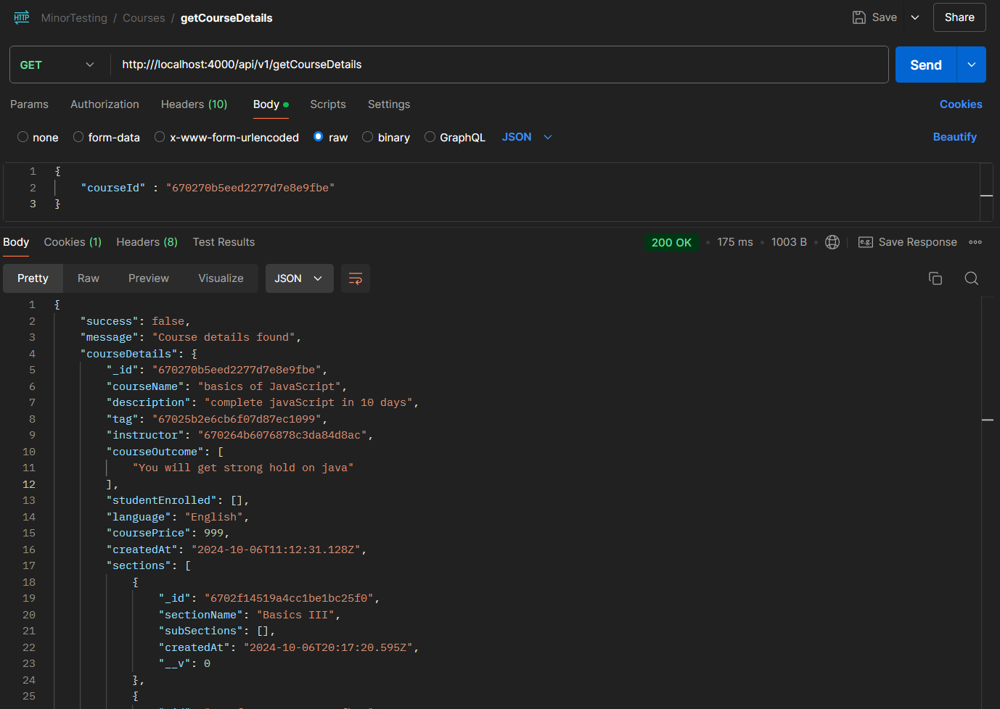 HTTP MinorTesting / Courses / getCourseDetails Save Share
GET http:///localhost:4000/api/v1/getCourseDetails Send
Params Authorization Headers (10) Body Scripts Settings Cookies
none form-data x-www-form-urlencoded raw binary GraphQL JSON Beautify
1 {
2 "courseId" : "670270b5eed2277d7e8e9fbe"
3 }
Body Cookies (1) Headers (8) Test Results 200 OK 175 ms 1003 B e.g. Save Response
Pretty Raw Preview Visualize JSON
1 {
2 "success": false,
3 "message": "Course details found",
4 "courseDetails": {
5 "_id": "670270b5eed2277d7e8e9fbe",
6 "courseName": "basics of JavaScript",
7 "description": "complete javaScript in 10 days",
8 "tag": "67025b2e6cb6f07d87ec1099",
9 "instructor": "670264b6076878c3da84d8ac",
10 "courseOutcome": [
11 "You will get strong hold on java"
12 ],
13 "studentEnrolled": [],
14 "language": "English",
15 "coursePrice": 999,
16 "createdAt": "2024-10-06T11:12:31.128Z",
17 "sections": [
18 {
19 "_id": "6702f14519a4cc1be1bc25f0",
20 "sectionName": "Basics III",
21 "subSections": [],
22 "createdAt": "2024-10-06T20:17:20.595Z",
23 "__v": 0
24 },
25 {